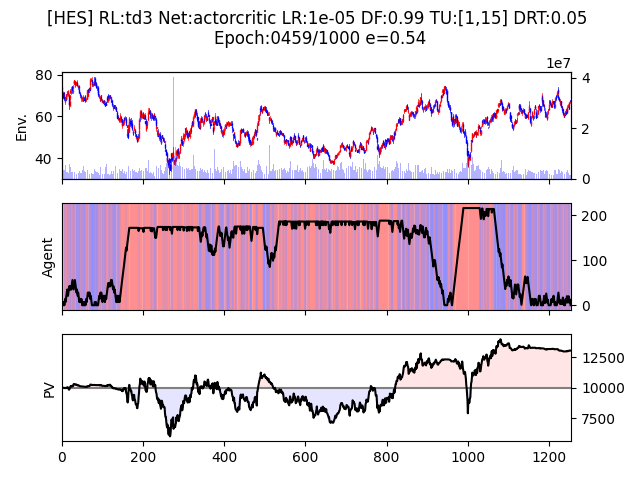 [HES] RL:td3 Net:actorcritic LR:1e-05 DF:0.99 TU:[1,15] DRT:0.05
Epoch:0459/1000 e=0.54
1e7
80
60
40
Env.
4
2
0
Agent
200
100
0
PV
12500
10000
7500
0 200 400 600 800 1000 1200